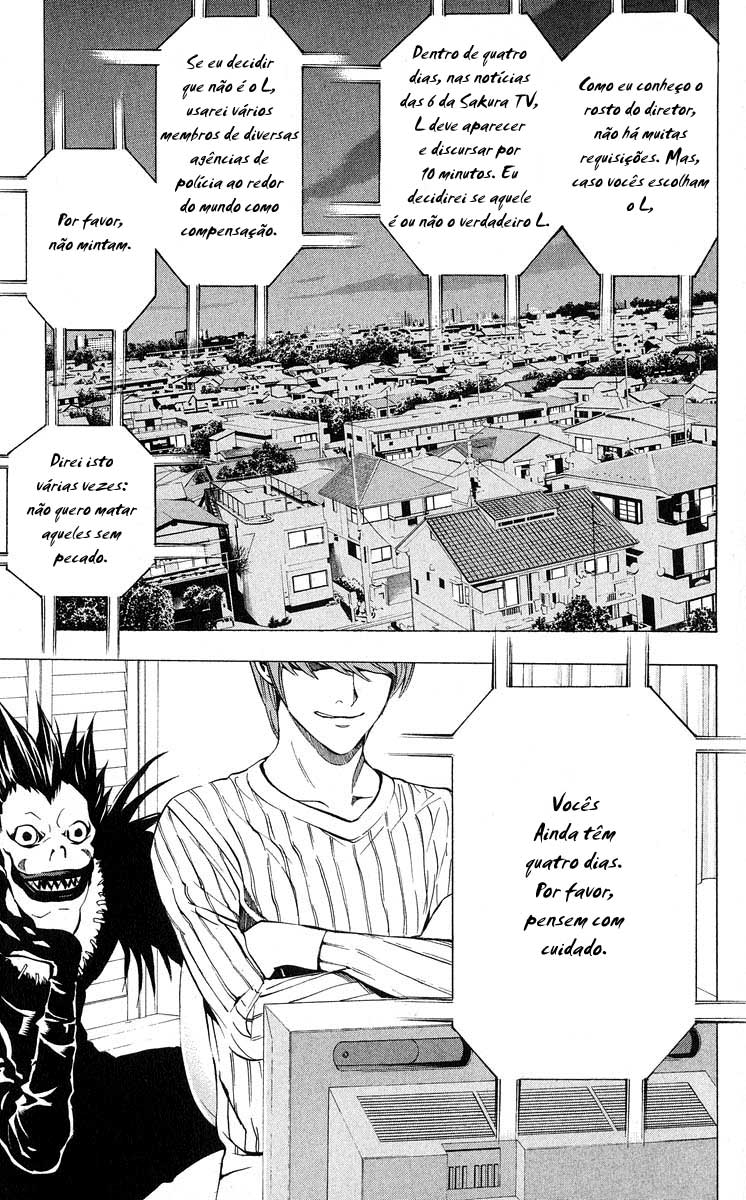 Como eu conheço o
rosto do diretor,
não há muitas
requisições. Mas,
caso vocês escolham
o L,
Dentro de quatro
dias, nas notícias
das 6 da Sakura TV,
L deve aparecer
e discursar por
10 minutos. Eu
decidirei se aquele
é ou não o verdadeiro L.
Se eu decidir
que não é o L,
usarei vários
membros de diversas
agências de
polícia ao redor
do mundo como
compensação.
Por favor,
não mintam.
Direi isto
várias vezes:
não quero matar
aqueles sem
pecado.
Vocês
Ainda têm
quatro dias.
Por favor,
pensem com
cuidado.